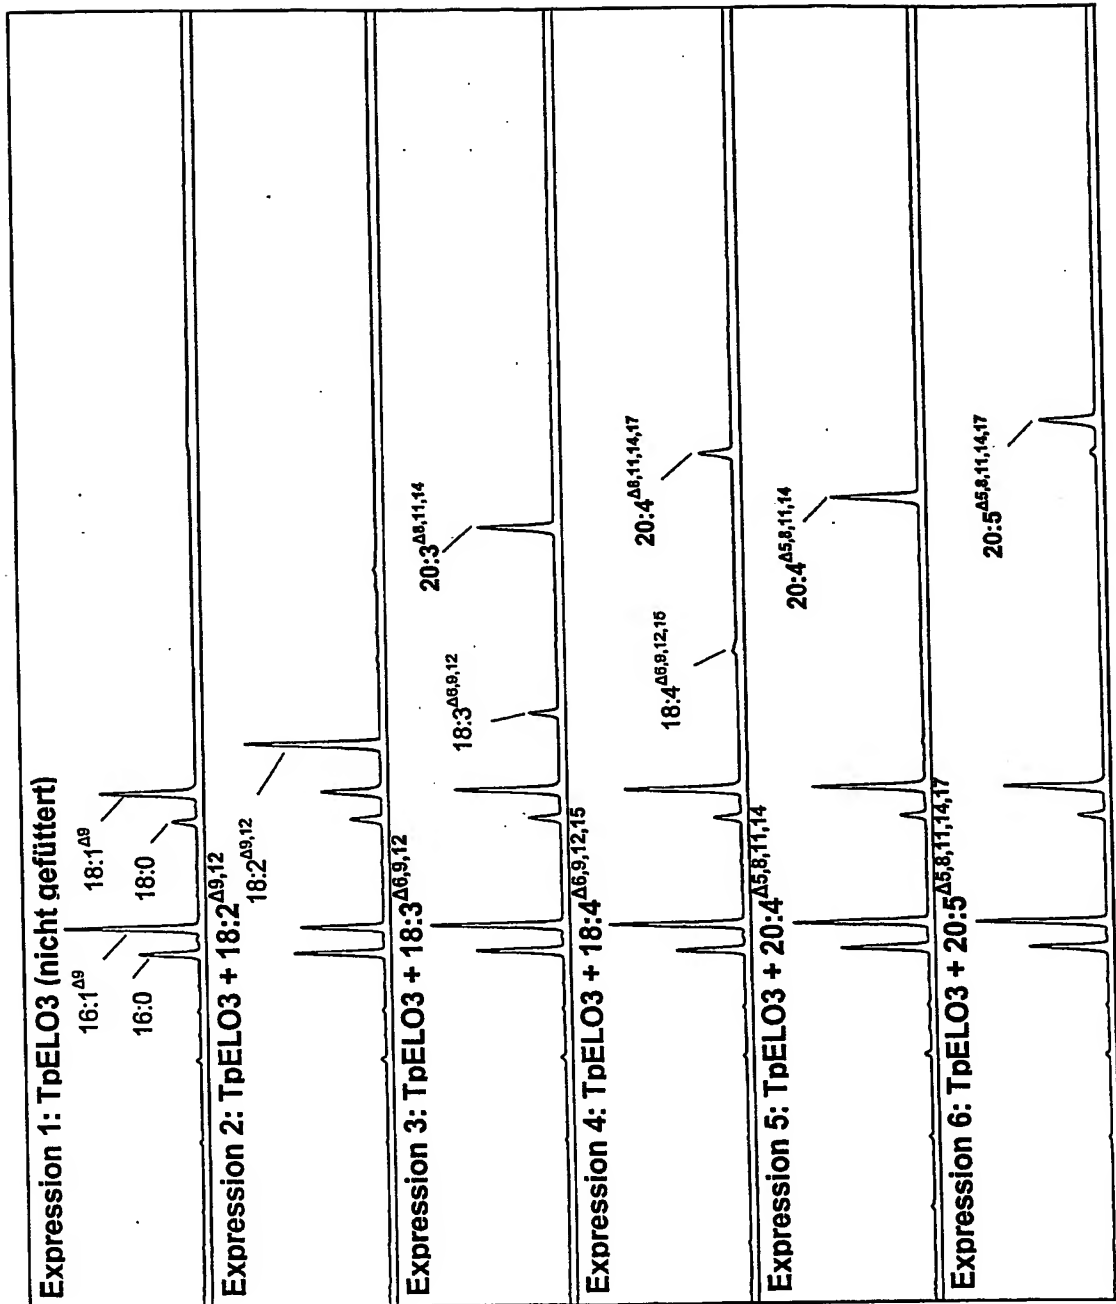 Expression 1: TpELO3 (nicht gefüttert)
16:1Δ9
16:0
18:1Δ9
18:0
Expression 2: TpELO3 + 18:2Δ9,12
18:2Δ9,12
Expression 3: TpELO3 + 18:3Δ6,9,12
18:3Δ6,9,12
20:3Δ8,11,14
Expression 4: TpELO3 + 18:4Δ6,9,12,15
18:4Δ6,9,12,15
20:4Δ8,11,14,17
Expression 5: TpELO3 + 20:4Δ5,8,11,14
20:4Δ5,8,11,14
Expression 6: TpELO3 + 20:5Δ5,8,11,14,17
20:5Δ5,8,11,14,17